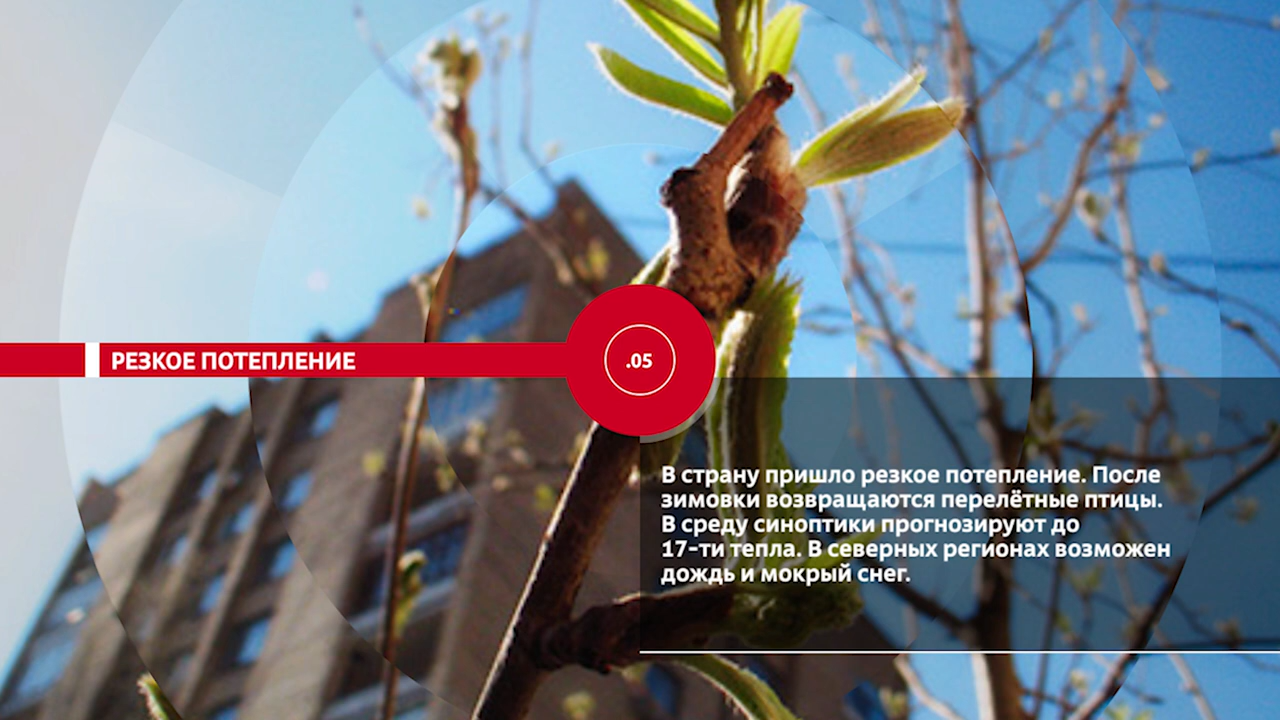 РЕЗКОЕ ПОТЕПЛЕНИЕ
.05
В страну пришло резкое потепление. После
зимовки возвращаются перелётные птицы.
В среду синоптики прогнозируют до
17-ти тепла. В северных регионах возможен
дождь и мокрый снег.